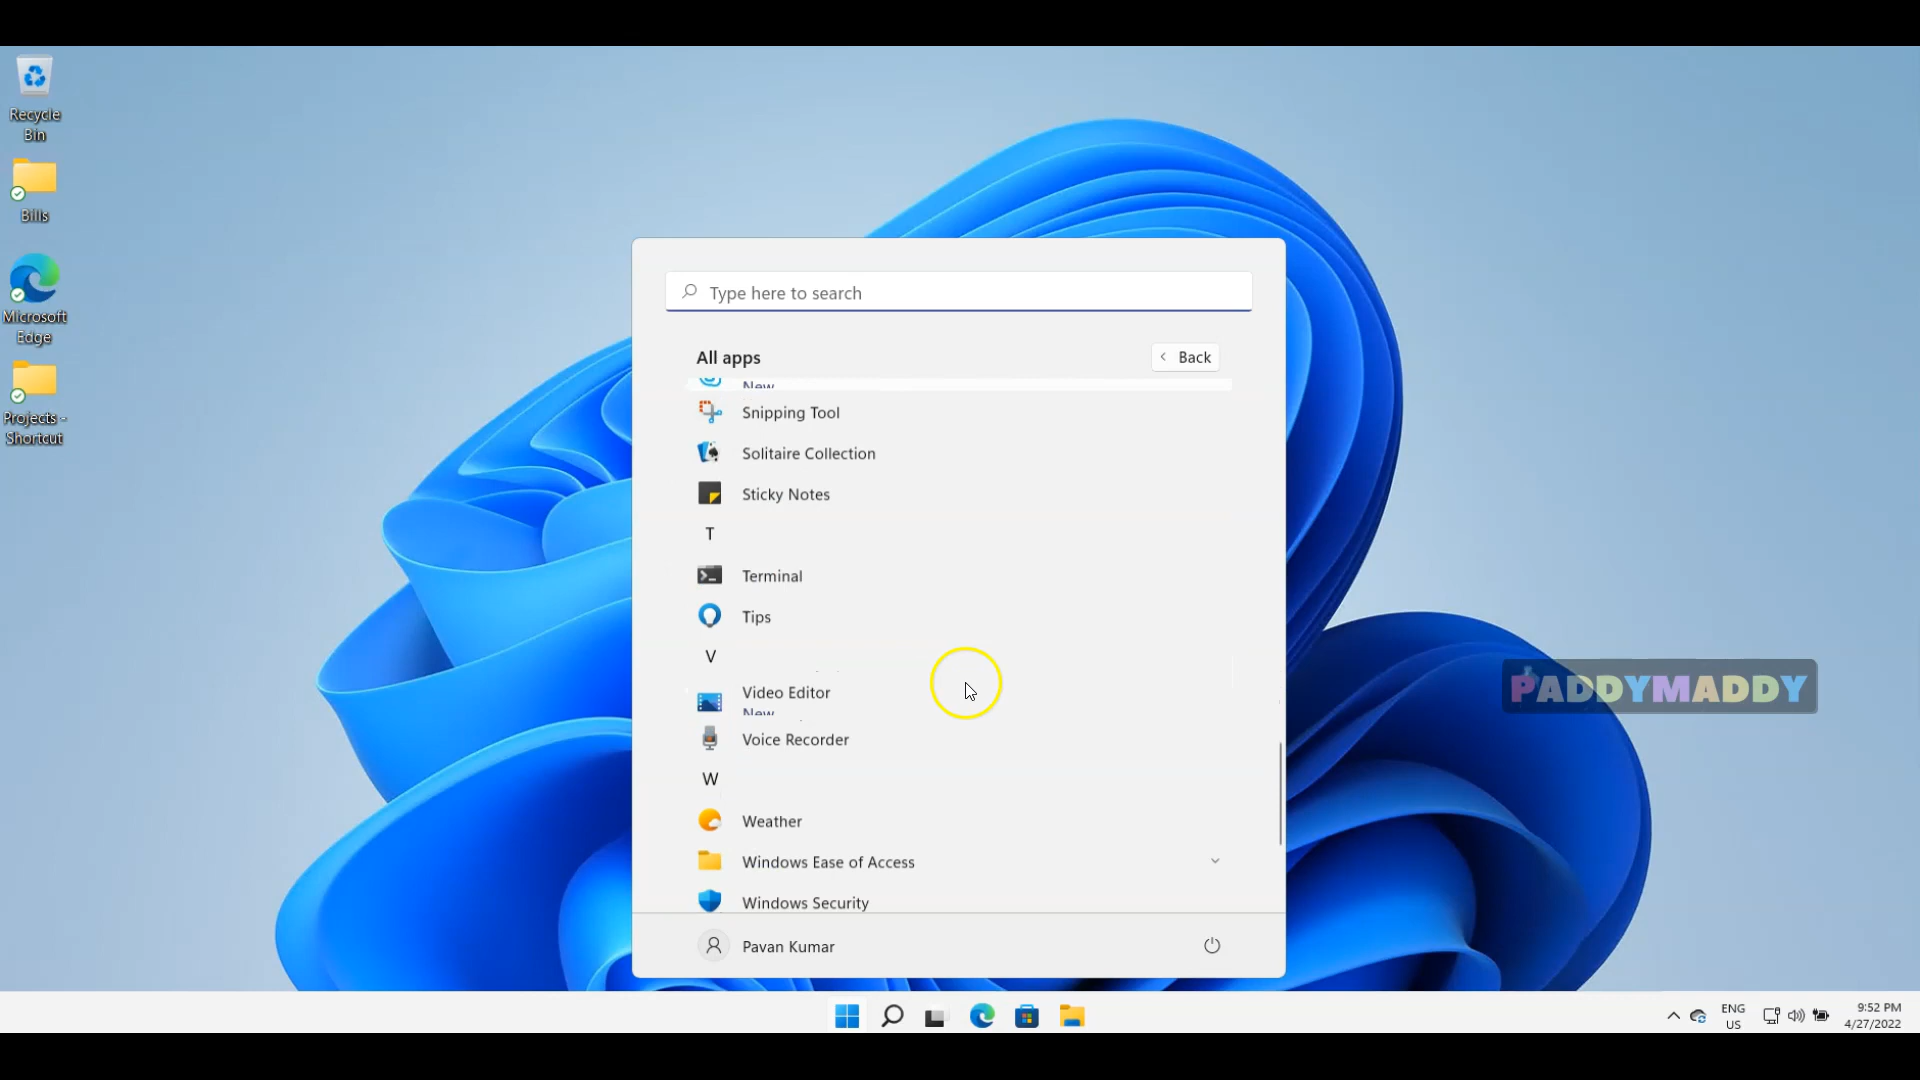 Recycle
Bin
Bills
Microsoft
Edge
Projects -
Shortcut
Type here to search
All apps
Back
New
Snipping Tool
Solitaire Collection
Sticky Notes
T
Terminal
Tips
V
Video Editor
New
Voice Recorder
W
Weather
Windows Ease of Access
Windows Security
Pavan Kumar
PADDYMADDY
ENG
US
9:52 PM
4/27/2022